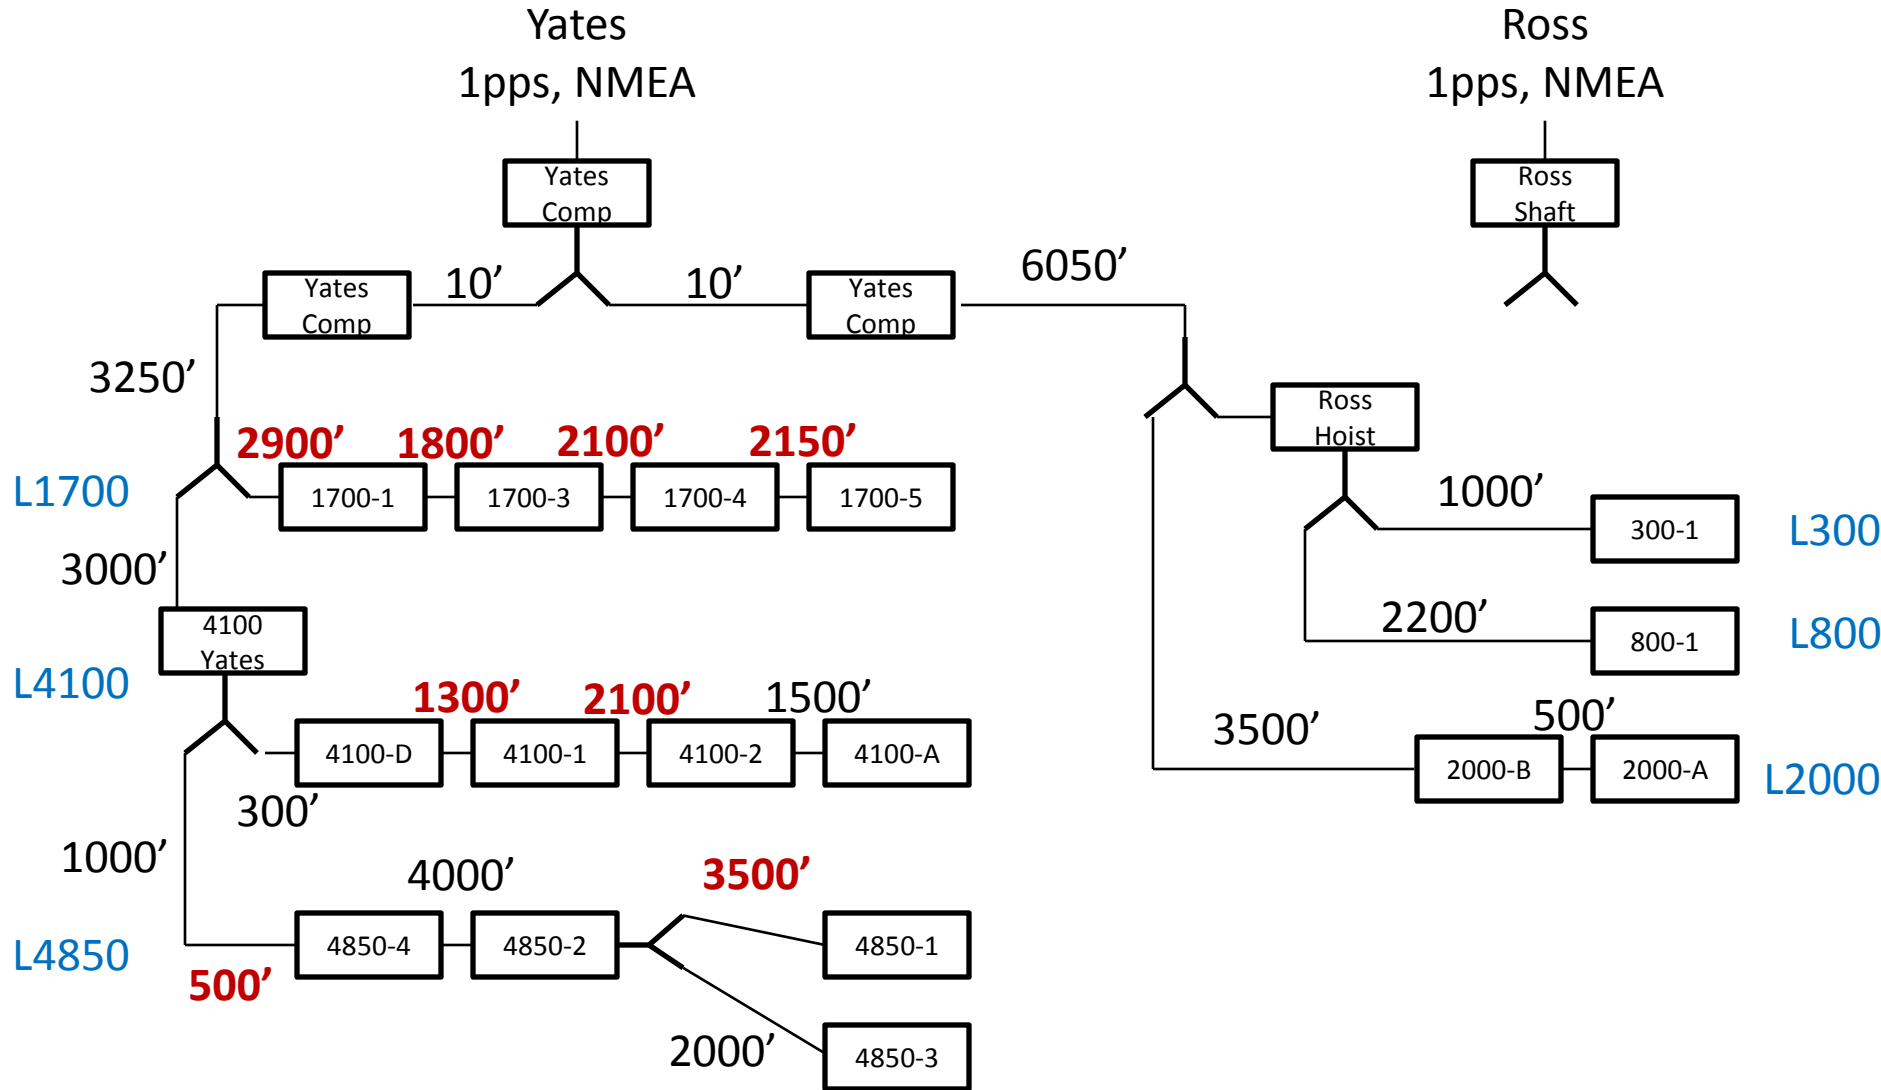 Yates
1pps, NMEA
Ross
1pps, NMEA
Yates
Comp
Ross
Shaft
Yates
Comp
10’
10’
Yates
Comp
6050’
3250’
Ross
Hoist
2900’
1800’
2100’
2150’
L1700
1700-1
1700-3
1700-4
1700-5
1000’
300-1
L300
3000’
4100
Yates
2200’
800-1
L800
L4100
1300’
2100’
1500’
3500’
500’
4100-D
4100-1
4100-2
4100-A
2000-B
2000-A
L2000
300’
1000’
4000’
3500’
L4850
4850-4
4850-2
4850-1
500’
2000’
4850-3